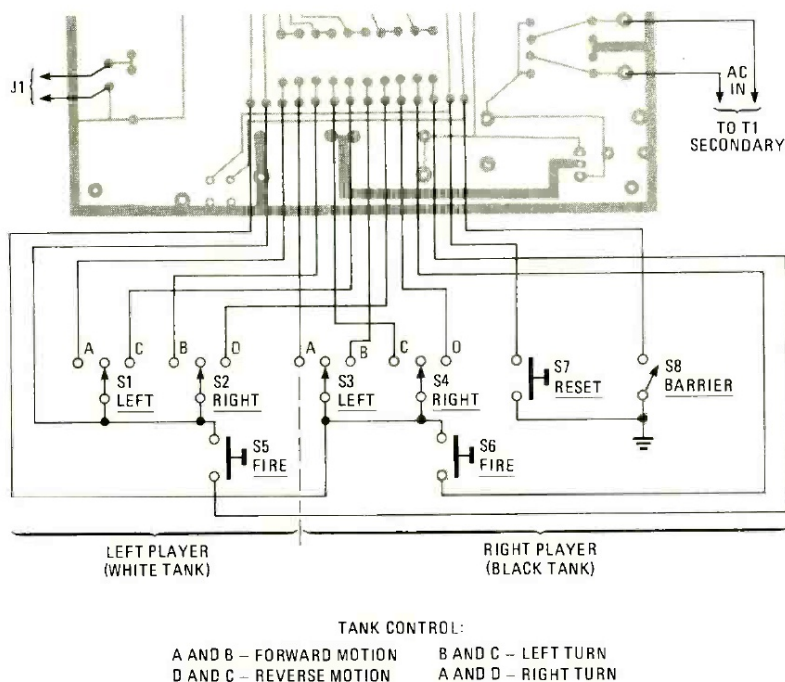 J1
AC
IN
TO T1
SECONDARY
A
C
B
D
A
B
C
D
S1
LEFT
S2
RIGHT
S3
LEFT
S4
RIGHT
S7
RESET
S8
BARRIER
S5
FIRE
S6
FIRE
LEFT PLAYER
(WHITE TANK)
RIGHT PLAYER
(BLACK TANK)
TANK CONTROL:
A AND B – FORWARD MOTION
B AND C – LEFT TURN
D AND C – REVERSE MOTION
A AND D – RIGHT TURN